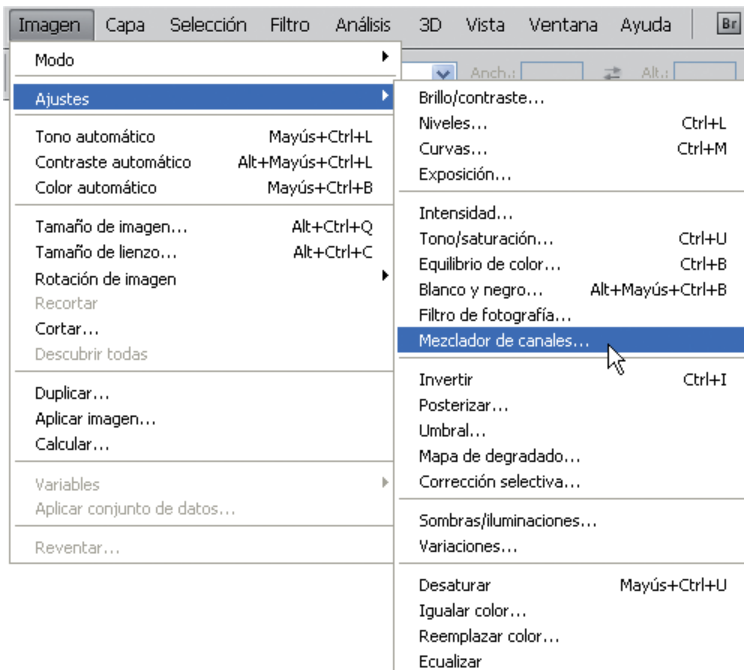 Imagen Capa Selección Filtro Análisis 3D Vista Ventana Ayuda Br
Anch.: Alt.:
Modo
Ajustes
Tono automático Mayús+Ctrl+L
Contraste automático Alt+Mayús+Ctrl+L
Color automático Mayús+Ctrl+B
Tamaño de imagen... Alt+Ctrl+Q
Tamaño de lienzo... Alt+Ctrl+C
Rotación de imagen
Recortar
Cortar...
Descubrir todas
Duplicar...
Aplicar imagen...
Calcular...
Variables
Aplicar conjunto de datos...
Reventar...
Brillo/contraste...
Niveles... Ctrl+L
Curvas... Ctrl+M
Exposición...
Intensidad...
Tono/saturación... Ctrl+U
Equilibrio de color... Ctrl+B
Blanco y negro... Alt+Mayús+Ctrl+B
Filtro de fotografía...
Mezclador de canales...
Invertir Ctrl+I
Posterizar...
Umbral...
Mapa de degradado...
Corrección selectiva...
Sombras/iluminaciones...
Variaciones...
Desaturar Mayús+Ctrl+U
Igualar color...
Reemplazar color...
Ecualizar